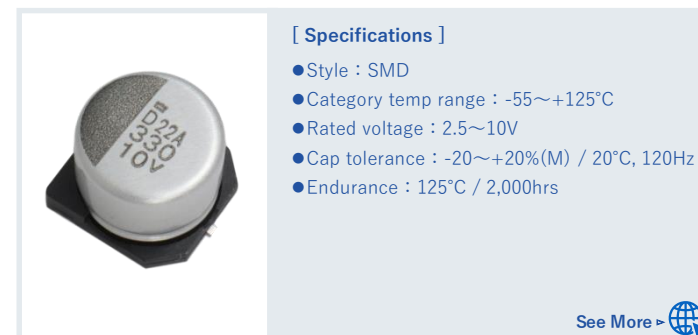 D22A
330
10V
[ Specifications ]
●Style：SMD
●Category temp range：-55～+125°C
●Rated voltage：2.5～10V
●Cap tolerance：-20～+20%(M) / 20°C, 120Hz
●Endurance：125°C / 2,000hrs
See More ▻